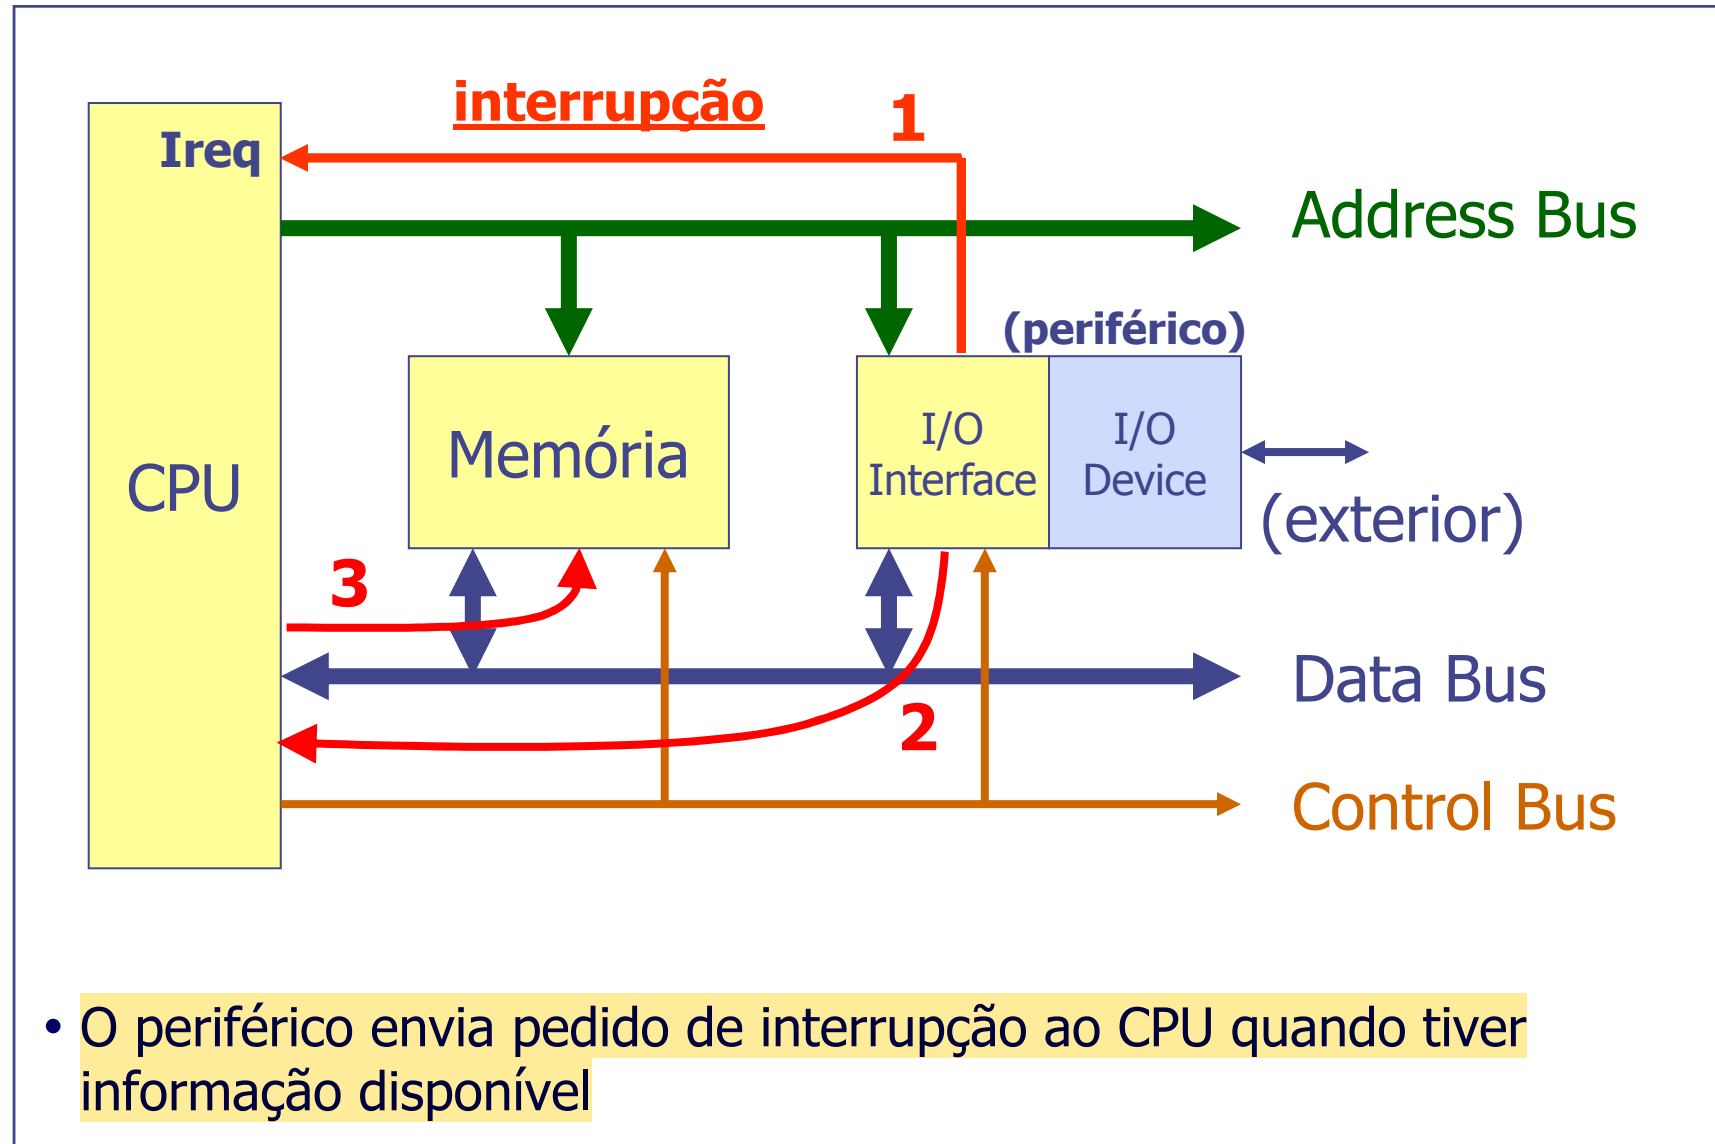 interrupção
1
Ireq
Address Bus
(periférico)
CPU
Memória
I/O
Interface
I/O
Device
(exterior)
3
Data Bus
2
Control Bus
• O periférico envia pedido de interrupção ao CPU quando tiver
informação disponível